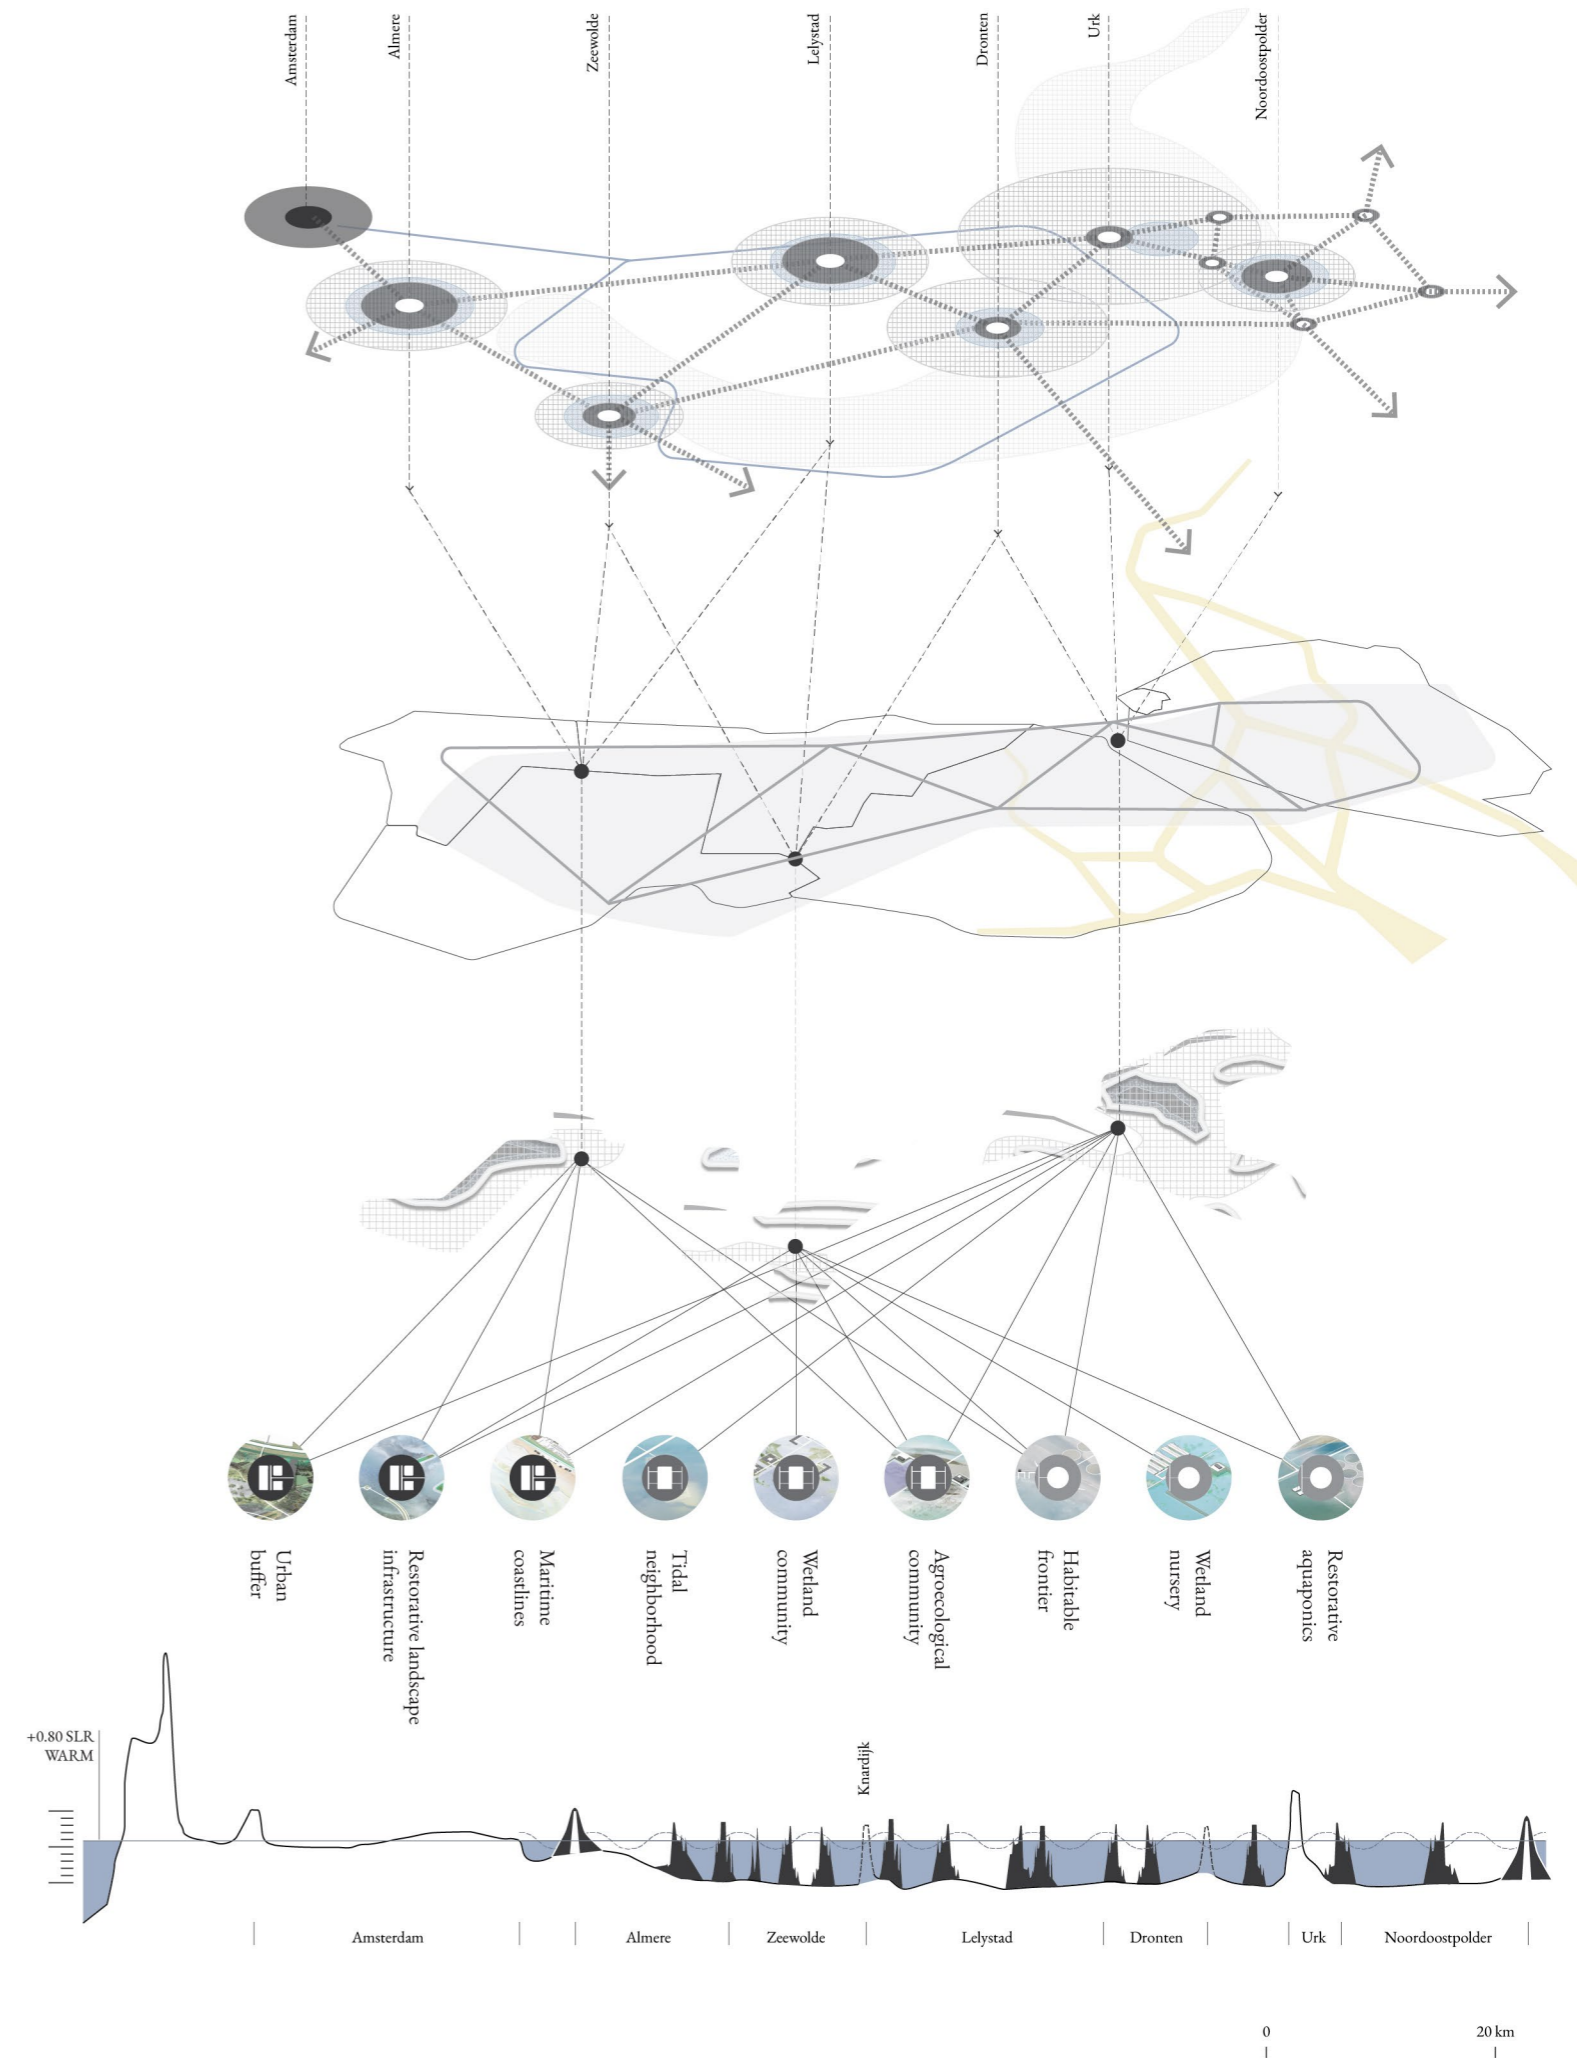 Amsterdam
Almere
Zeewolde
Lelystad
Dronten
Urk
Noordoostpolder
Urban
buffer
Restorative landscape
infrastructure
Maritime
coastlines
Tidal
neighborhood
Wetland
community
Agroecological
community
Habitable
frontier
Wetland
nursery
Restorative
aquaponics
+0.80 SLR
WARM
Knardijk
Amsterdam
Almere
Zeewolde
Lelystad
Dronten
Urk
Noordoostpolder
0
20 km